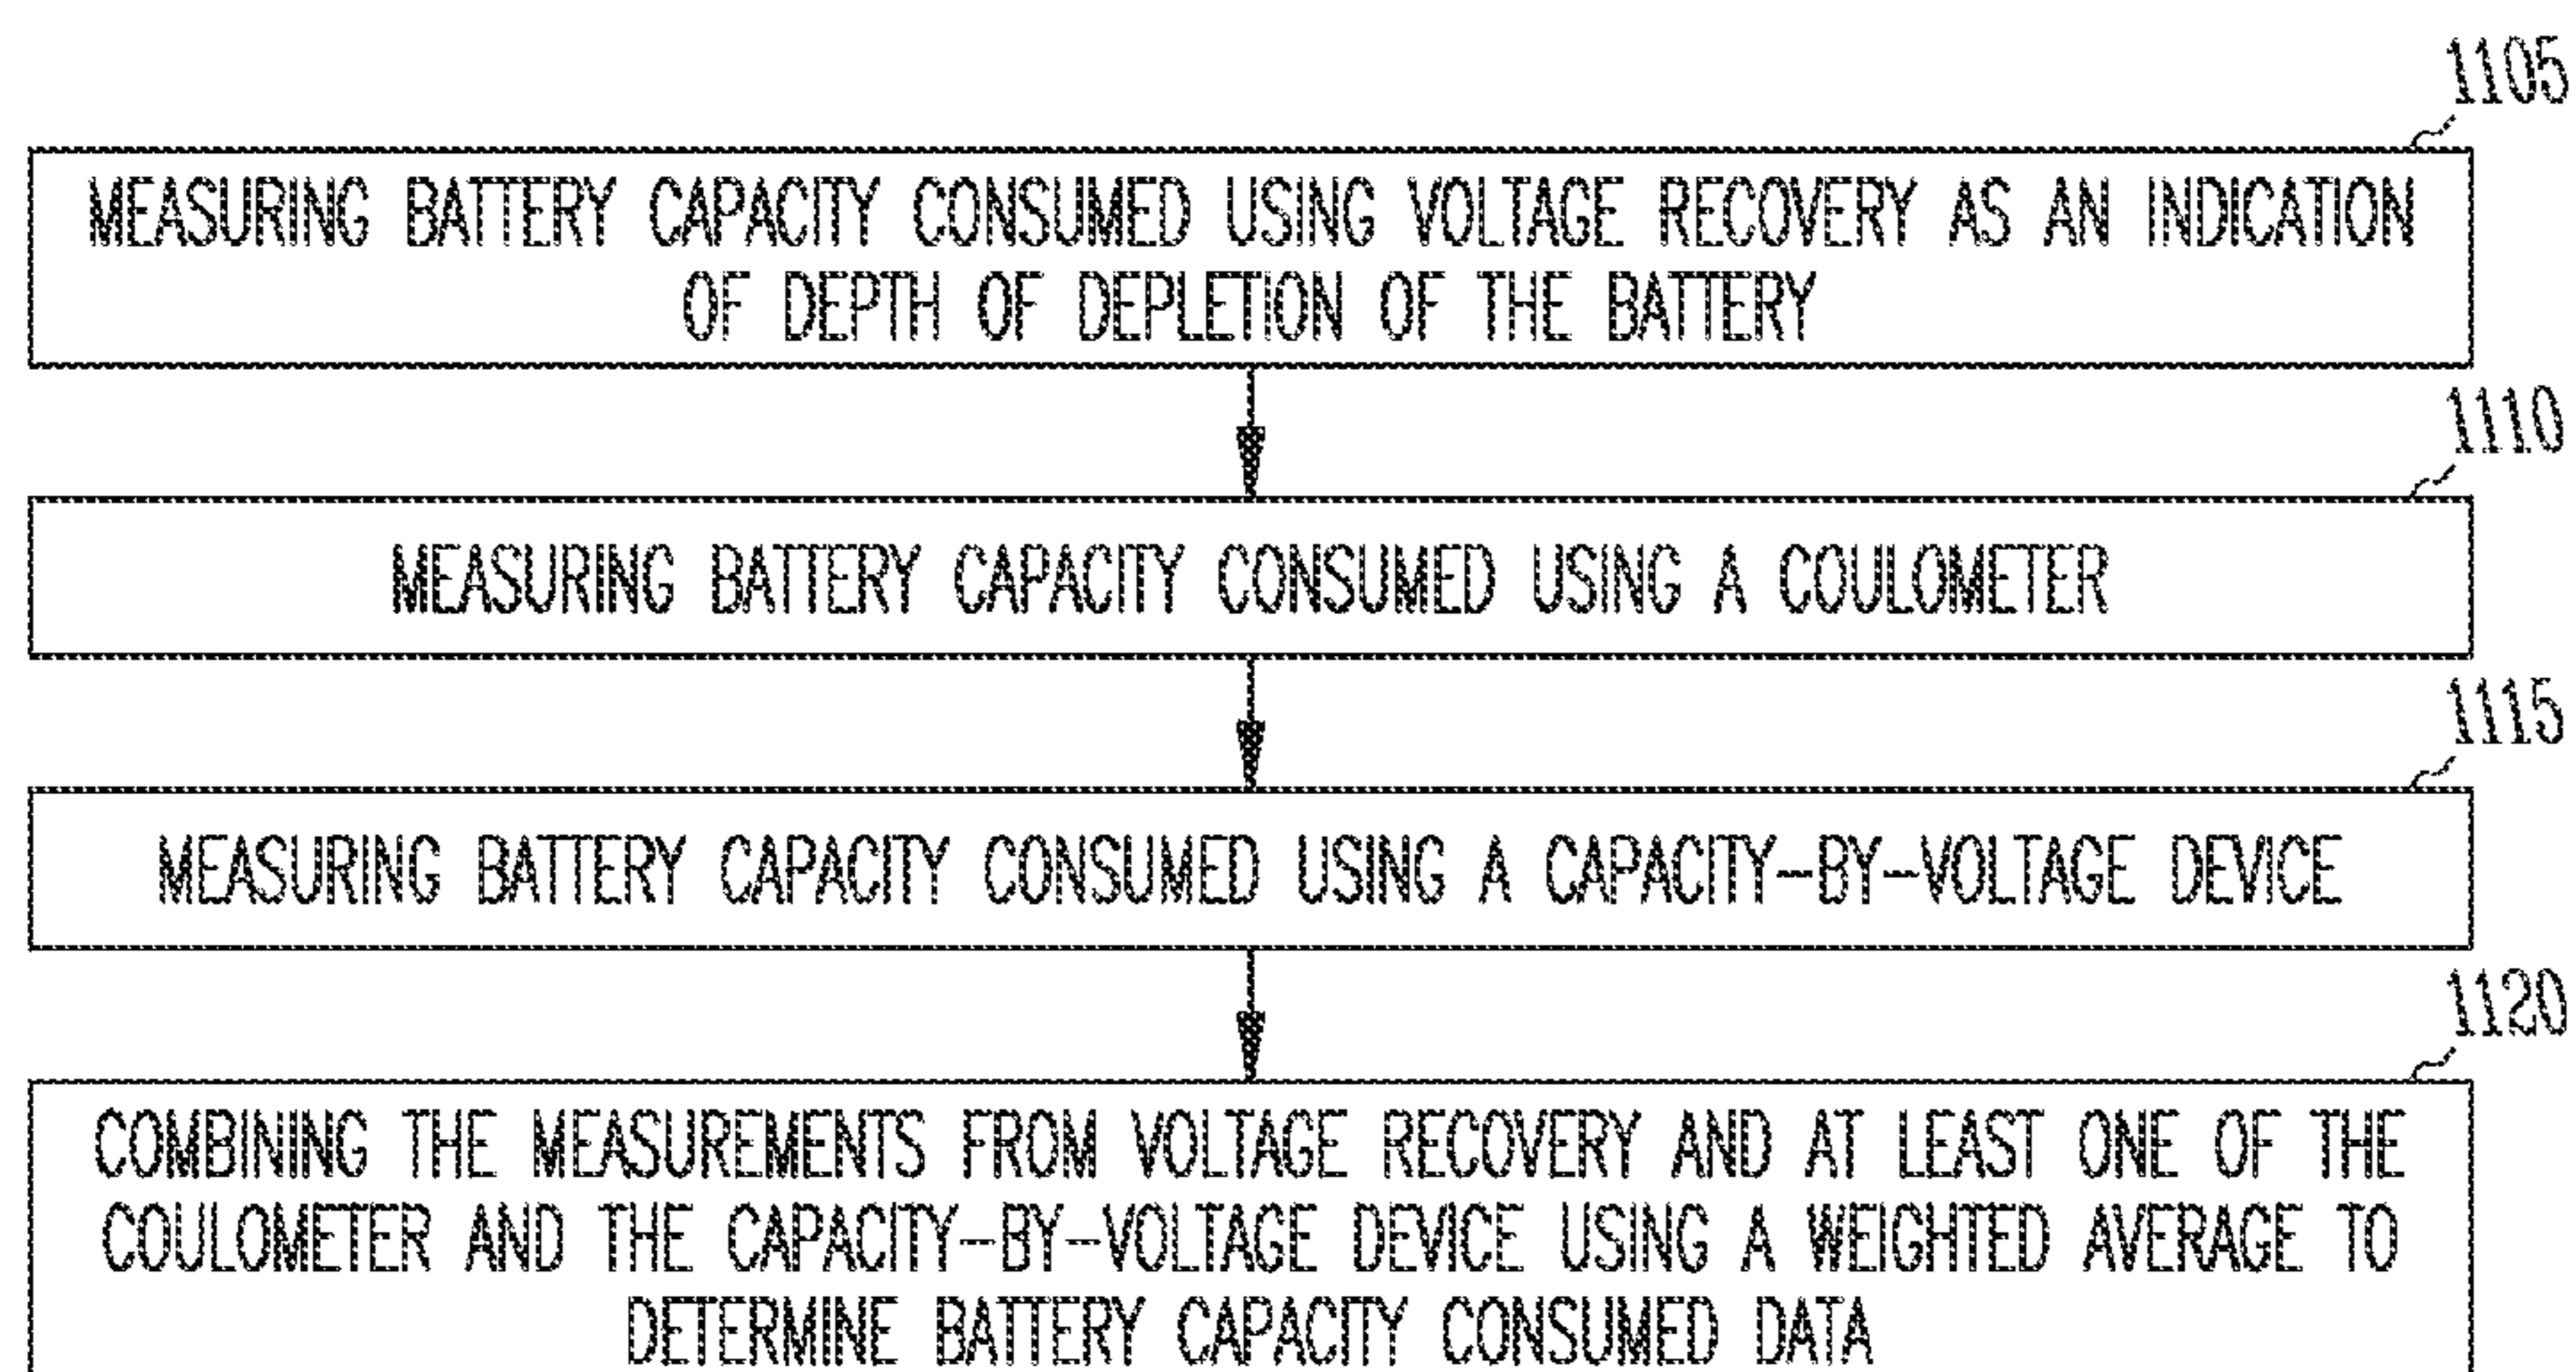 1105
MEASURING BATTERY CAPACITY CONSUMED USING VOLTAGE RECOVERY AS AN INDICATION
OF DEPTH OF DEPLETION OF THE BATTERY
1110
MEASURING BATTERY CAPACITY CONSUMED USING A COULOMETER
1115
MEASURING BATTERY CAPACITY CONSUMED USING A CAPACITY-BY-VOLTAGE DEVICE
1120
COMBINING THE MEASUREMENTS FROM VOLTAGE RECOVERY AND AT LEAST ONE OF THE
COULOMETER AND THE CAPACITY-BY-VOLTAGE DEVICE USING A WEIGHTED AVERAGE TO
DETERMINE BATTERY CAPACITY CONSUMED DATA